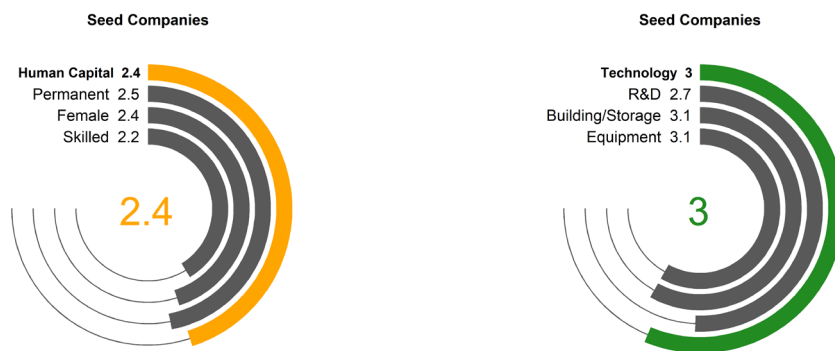 Seed Companies
Human Capital 2.4
Permanent 2.5
Female 2.4
Skilled 2.2
2.4
Seed Companies
Technology 3
R&D 2.7
Building/Storage 3.1
Equipment 3.1
3